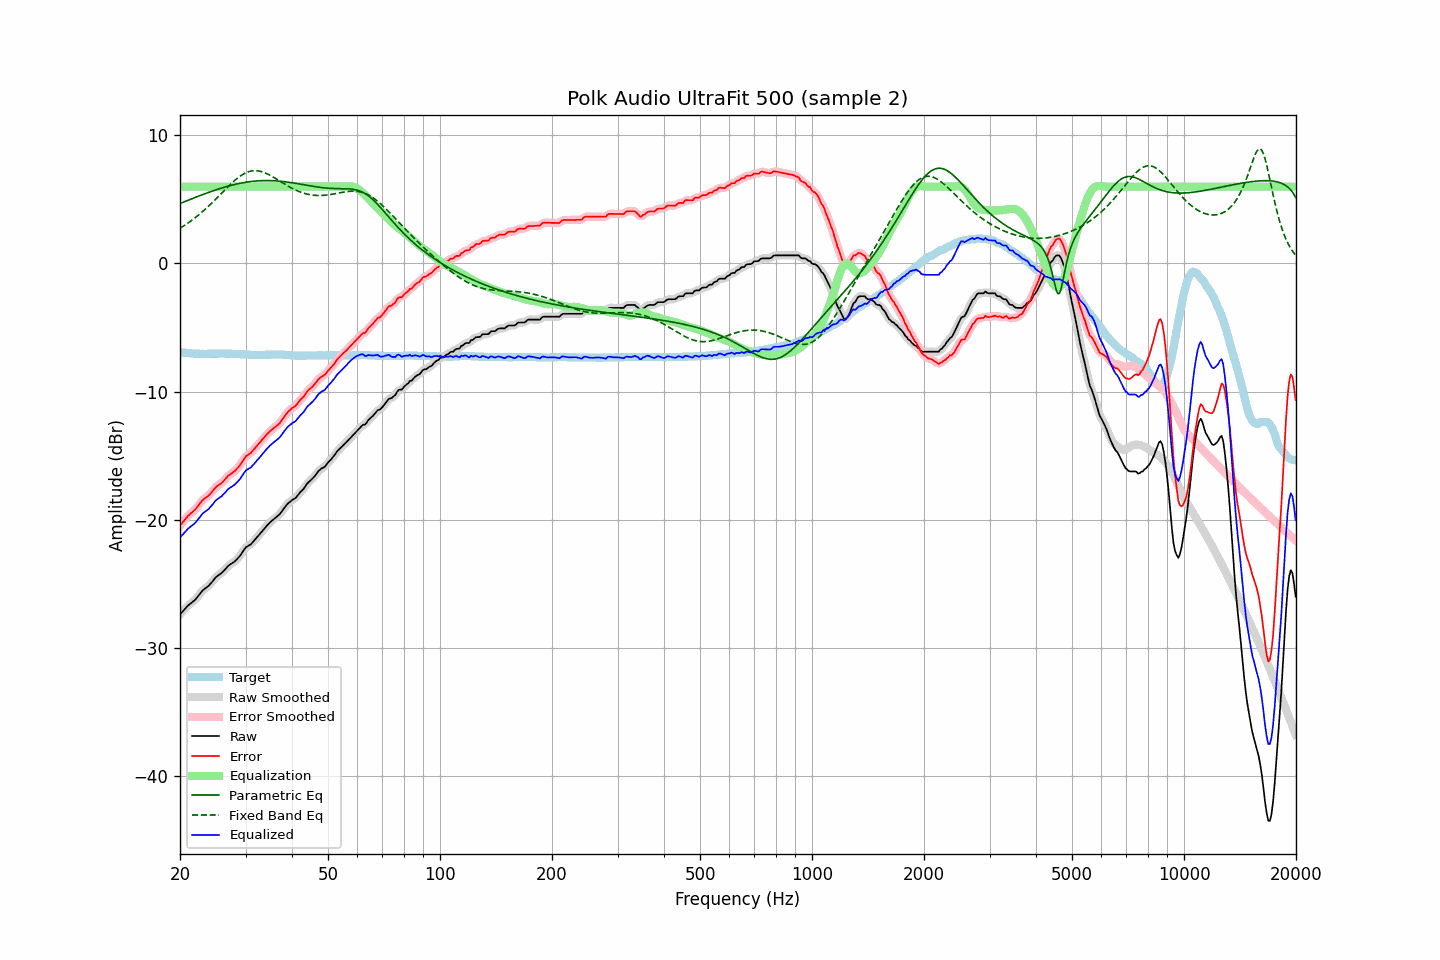 Polk Audio UltraFit 500 (sample 2)
10
0
−10
−20
−30
−40
Amplitude (dBr)
Target
Raw Smoothed
Error Smoothed
Raw
Error
Equalization
Parametric Eq
Fixed Band Eq
Equalized
20 50 100 200 500 1000 2000 5000 10000 20000
Frequency (Hz)